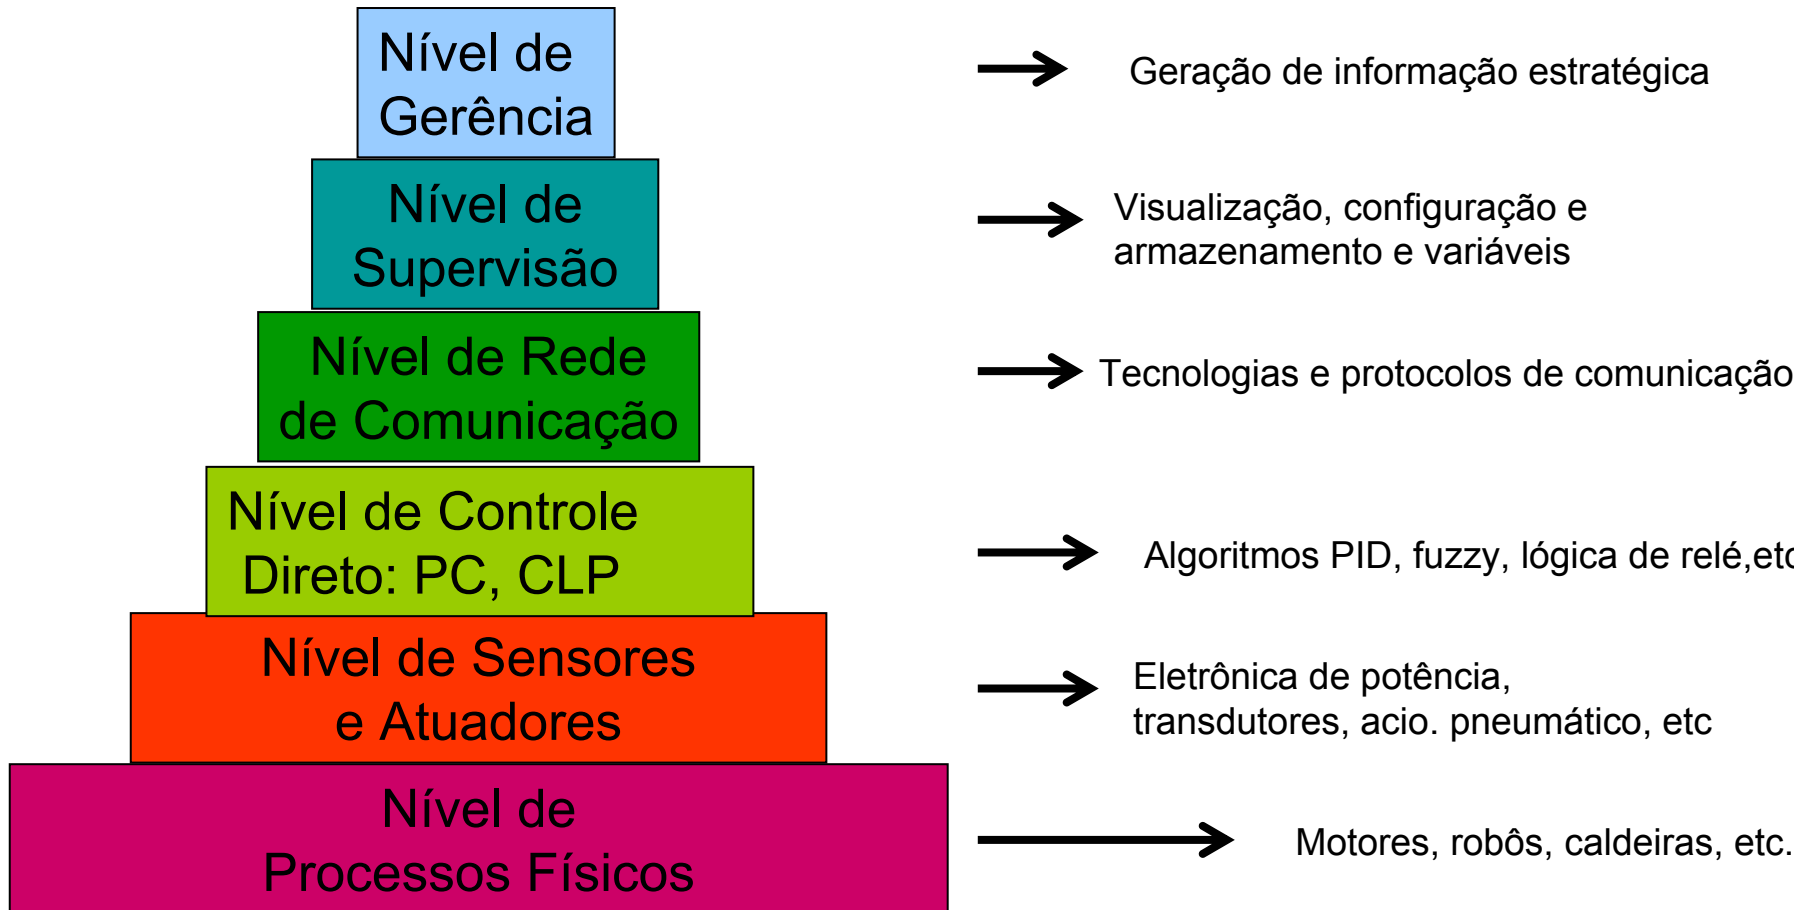 Nível de
Gerência
Geração de informação estratégica
Nível de
Supervisão
Visualização, configuração e
armazenamento e variáveis
Nível de Rede
de Comunicação
Tecnologias e protocolos de comunicação
Nível de Controle
Direto: PC, CLP
Algoritmos PID, fuzzy, lógica de relé,etc
Nível de Sensores
e Atuadores
Eletrônica de potência,
transdutores, acio. pneumático, etc
Nível de
Processos Físicos
Motores, robôs, caldeiras, etc.